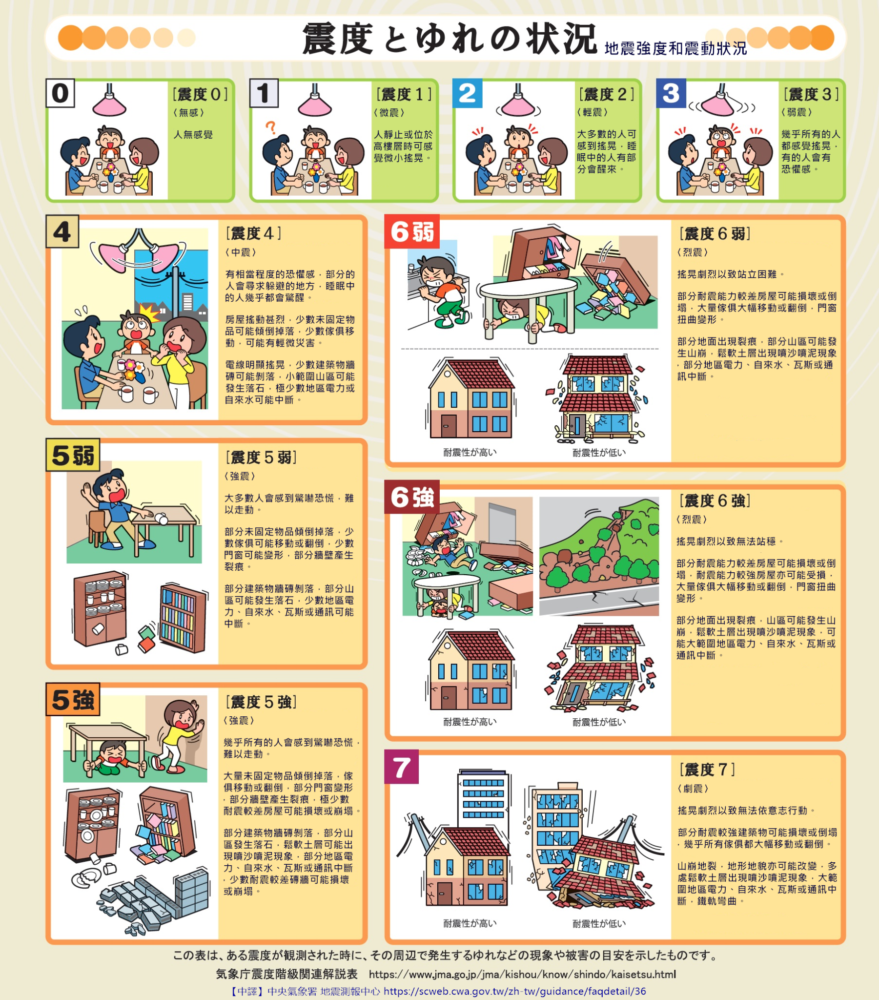 震度とゆれの状況 地震強度和震動狀況
0
[震度0]
〈無感〉
人無感覺
1
[震度1]
〈微震〉
人靜止或位於
高樓層時可感
覺微小搖晃。
?
2
[震度2]
〈輕震〉
大多數的人可
感到搖晃，睡
眠中的人有部
分會醒來。
3
[震度3]
〈弱震〉
幾乎所有的人
都感覺搖晃，
有的人會有
恐懼感。
4
[震度4]
〈中震〉
有相當程度的恐懼感，部分的
人會尋求躲避的地方，睡眠中
的人幾乎都會驚醒。
房屋搖動甚烈，少數未固定物
品可能傾倒掉落，少數傢俱移
動，可能有輕微災害。
電線明顯搖晃，少數建築物牆
磚可能剝落，小範圍山區可能
發生落石，極少數地區電力或
自來水可能中斷。
5弱
[震度5弱]
〈強震〉
大多數人會感到驚嚇恐慌，難
以走動。
部分未固定物品傾倒掉落，少
數傢俱可能移動或翻倒，少數
門窗可能變形，部分牆壁產生
裂痕。
部分建築物牆磚剝落，部分山
區可能發生落石，少數地區電
力、自來水、瓦斯或通訊可能
中斷。
5強
[震度5強]
〈強震〉
幾乎所有的人會感到驚嚇恐慌，
難以走動。
大量未固定物品傾倒掉落，傢
俱移動或翻倒，部分門窗變形
，部分牆壁產生裂痕，極少數
耐震較差房屋可能損壞或崩塌。
部分建築物牆磚剝落，部分山
區發生落石，鬆軟土層可能出
現噴沙噴泥現象，部分地區電
力、自來水、瓦斯或通訊中斷
，少數耐震較差磚牆可能損壞
或崩塌。
6弱
[震度6弱]
〈烈震〉
搖晃劇烈以致站立困難。
部分耐震能力較差房屋可能損壞或倒
塌，大量傢俱大幅移動或翻倒，門窗
扭曲變形。
部分地面出現裂痕，部分山區可能發
生山崩，鬆軟土層出現噴沙噴泥現象
，部分地區電力、自來水、瓦斯或通
訊中斷。
耐震性が高い
耐震性が低い
6強
[震度6強]
〈烈震〉
搖晃劇烈以致無法站穩。
部分耐震能力較差房屋可能損壞或倒
塌，耐震能力較強房屋亦可能受損，
大量傢俱大幅移動或翻倒，門窗扭曲
變形。
部分地面出現裂痕，山區可能發生山
崩，鬆軟土層出現噴沙噴泥現象，可
能大範圍地區電力、自來水、瓦斯或
通訊中斷。
耐震性が高い
耐震性が低い
7
[震度7]
〈劇震〉
搖晃劇烈以致無法依意志行動。
部分耐震較強建築物可能損壞或倒塌
，幾乎所有傢俱都大幅移動或翻倒。
山崩地裂，地形地貌亦可能改變，多
處鬆軟土層出現噴沙噴泥現象，大範
圍地區電力、自來水、瓦斯或通訊中
斷，鐵軌彎曲。
耐震性が高い
耐震性が低い
この表は、ある震度が観測された時に、その周辺で発生するゆれなどの現象や被害の目安を示したものです。
気象庁震度階級関連解説表 https://www.jma.go.jp/jma/kishou/know/shindo/kaisetsu.html
【中譯】中央氣象署 地震測報中心 https://scweb.cwa.gov.tw/zh-tw/guidance/faqdetail/36